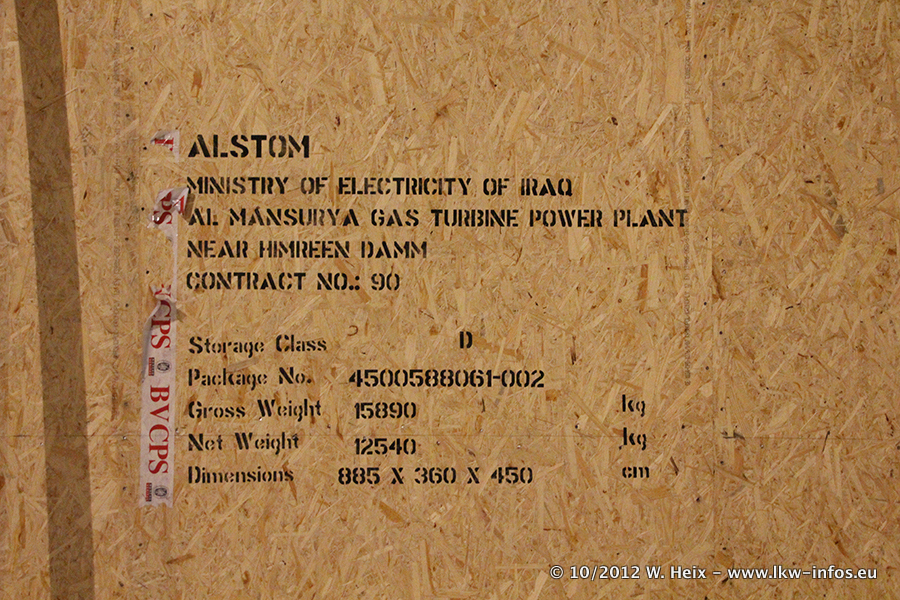 ALSTOM
MINISTRY OF ELECTRICITY OF IRAQ
AL MANSURYA GAS TURBINE POWER PLANT
NEAR HIMREEN DAMM
CONTRACT NO.: 90
Storage Class D
Package No. 4500588061-002
Gross Weight 15890 kg
Net Weight 12540 kg
Dimensions 885 X 360 X 450 cm
BVCPS
© 10/2012 W. Heix - www.lkw-infos.eu